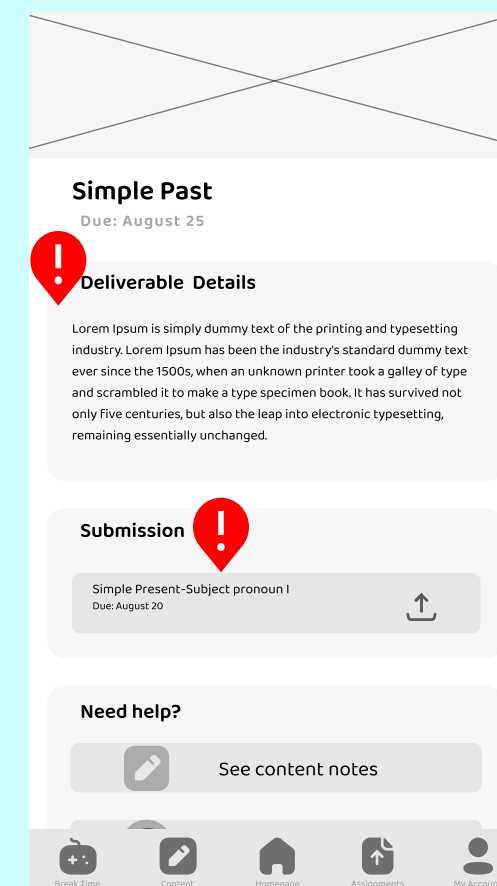 Simple Past
Due: August 25
Deliverable Details
Lorem Ipsum is simply dummy text of the printing and typesetting
industry. Lorem Ipsum has been the industry's standard dummy text
ever since the 1500s, when an unknown printer took a galley of type
and scrambled it to make a type specimen book. It has survived not
only five centuries, but also the leap into electronic typesetting,
remaining essentially unchanged.
Submission
Simple Present-Subject pronoun I
Due: August 20
Need help?
See content notes
Break Time
Content
Homepage
Assignments
My Accoun